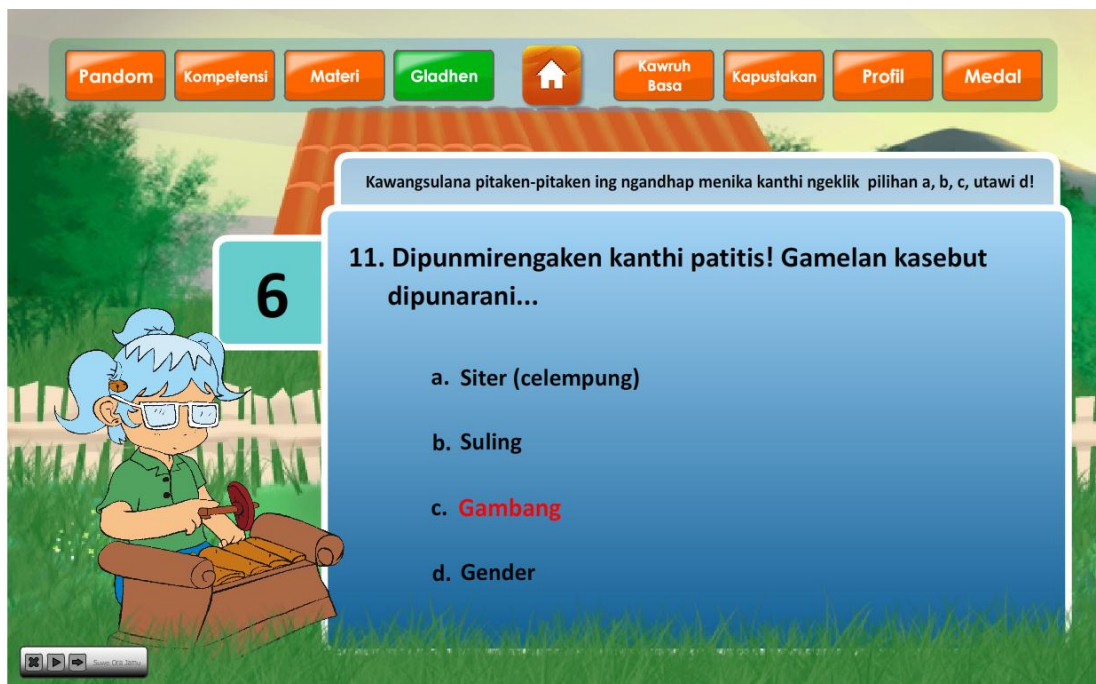 Pandom
Kompetensi
Materi
Gladhen
Kawruh
Basa
Kapustakan
Profil
Medal
Kawangsulana pitaken-pitaken ing ngandhap menika kanthi ngeklik pilihan a, b, c, utawi d!
6
11. Dipunmirengaken kanthi patitis! Gamelan kasebut
dipunarani...
a. Siter (celempung)
b. Suling
c. Gambang
d. Gender